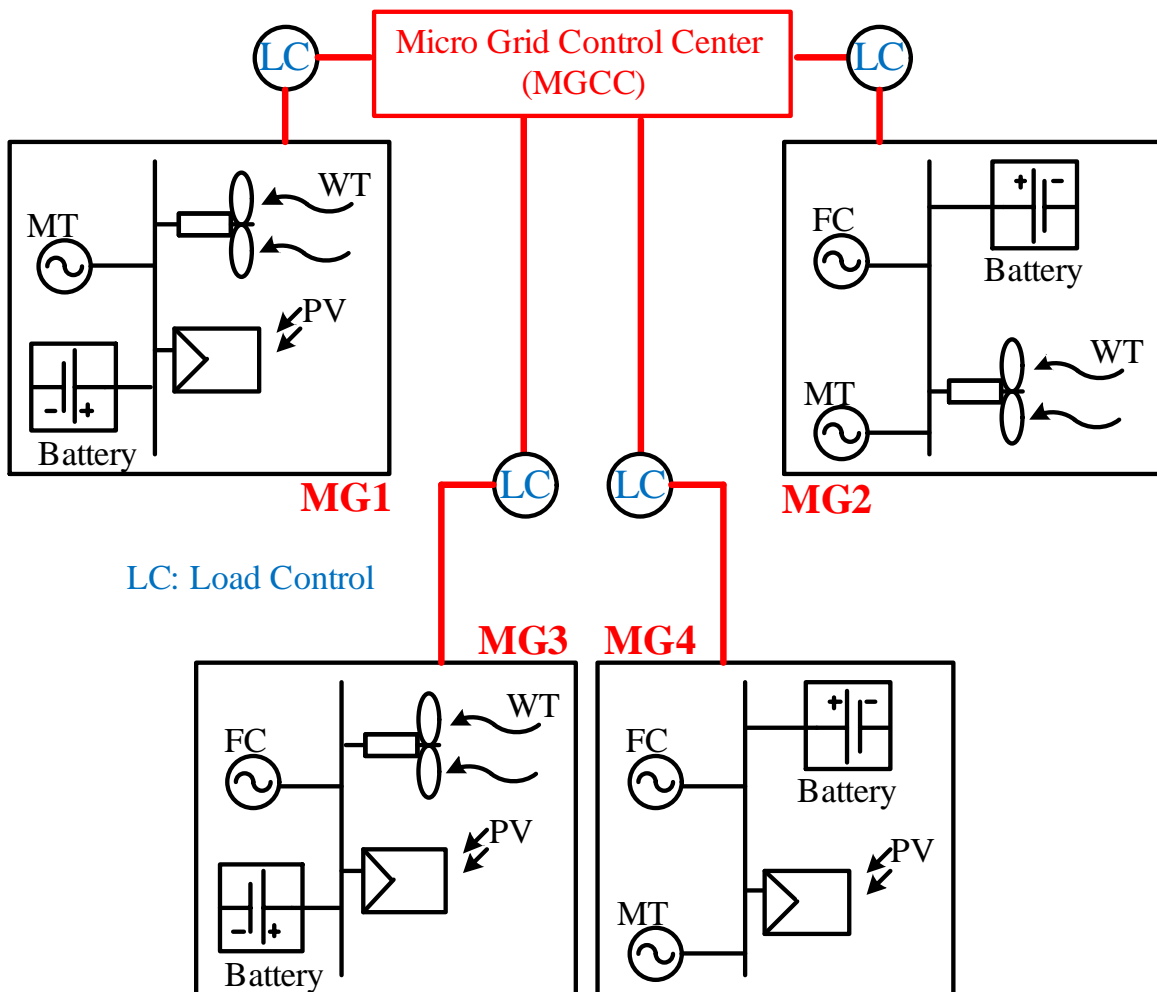 Micro Grid Control Center
(MGCC)
LC
LC
WT
MT
PV
- +
Battery
MG1
+ -
FC
Battery
WT
MT
MG2
LC
LC
LC: Load Control
MG3
WT
FC
PV
- +
Battery
MG4
+ -
FC
Battery
PV
MT